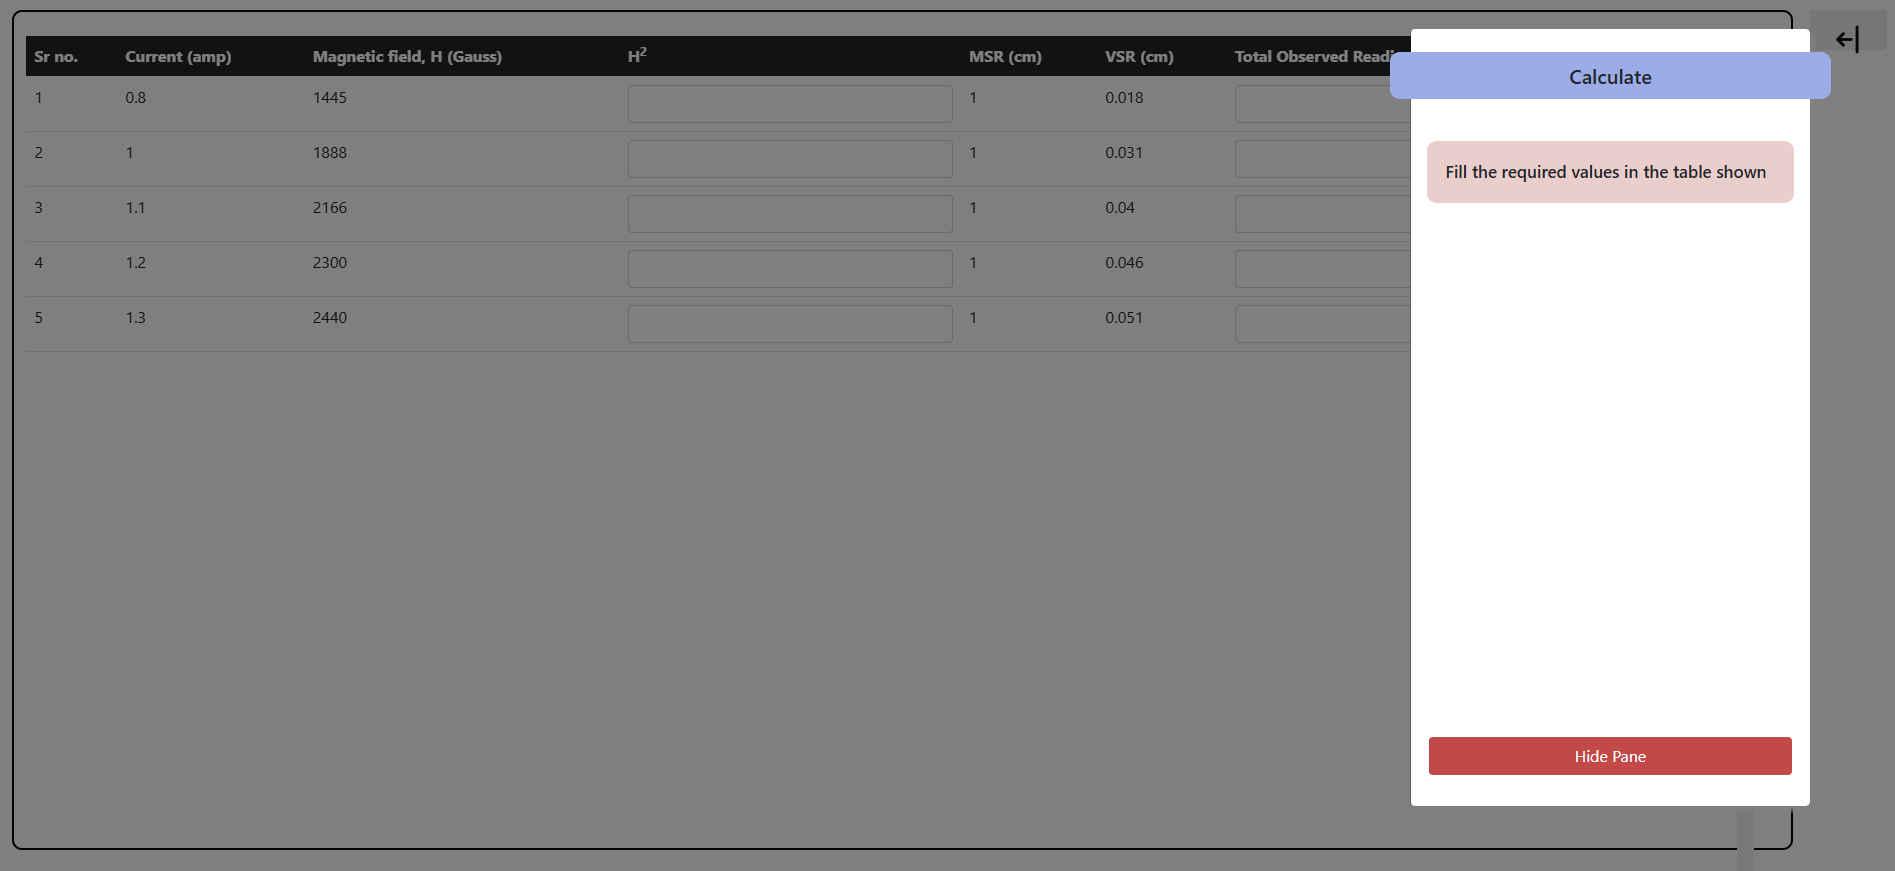 Sr no. Current (amp) Magnetic field, H (Gauss) H² MSR (cm) VSR (cm) Total Observed
Calculate
1 0.8 1445 1 0.018
2 1 1888 1 0.031
Fill the required values in the table shown
3 1.1 2166 1 0.04
4 1.2 2300 1 0.046
5 1.3 2440 1 0.051
Hide Pane